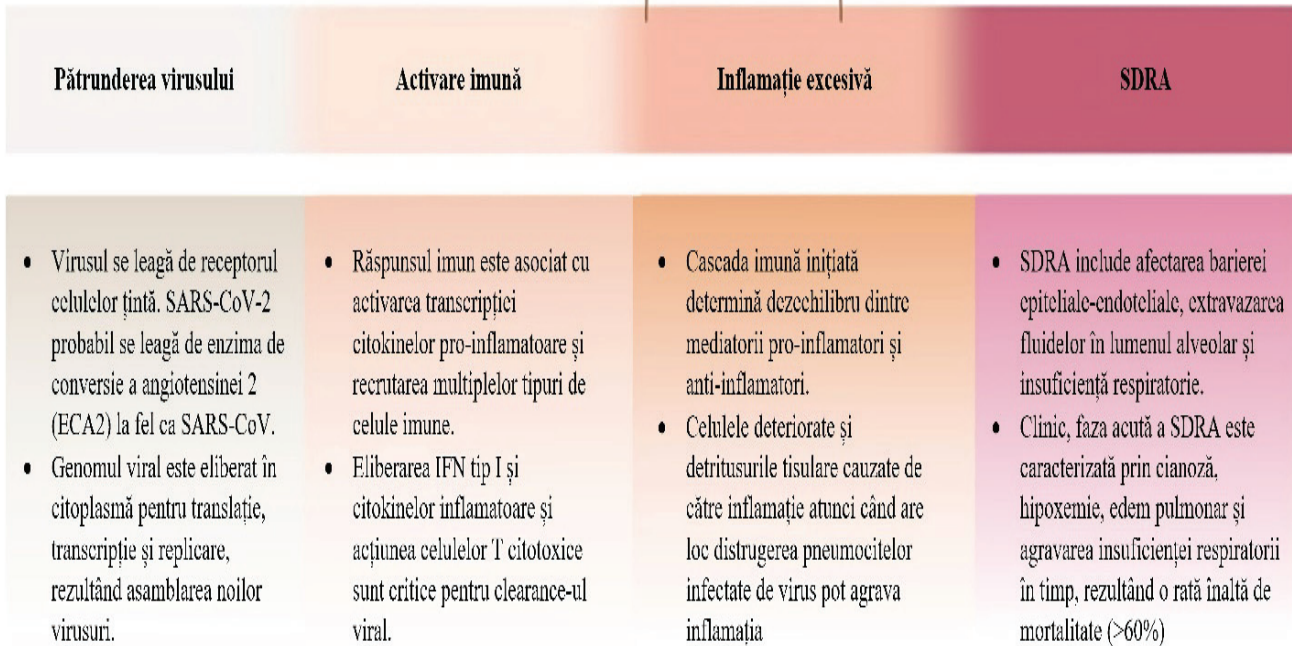 Pătrunderea virusului
Activare imună
Inflamație excesivă
SDRA
• Virusul se leagă de receptorul
celulelor țintă. SARS-CoV-2
probabil se leagă de enzima de
conversie a angiotensinei 2
(ECA2) la fel ca SARS-CoV.
• Genomul viral este eliberat în
citoplasmă pentru translație,
transcripție și replicare,
rezultând asamblarea noilor
virusuri.
• Răspunsul imun este asociat cu
activarea transcripției
citokinelor pro-inflamatoare și
recrutarea multiplelor tipuri de
celule imune.
• Eliberarea IFN tip I și
citokinelor inflamatoare și
acțiunea celulelor T citotoxice
sunt critice pentru clearance-ul
viral.
• Cascada imună inițiată
determină dezechilibru dintre
mediatorii pro-inflamatori și
anti-inflamatori.
• Celulele deteriorate și
detritusurile tisulare cauzate de
către inflamație atunci când are
loc distrugerea pneumocitelor
infectate de virus pot agrava
inflamația
• SDRA include afectarea barierei
epiteliale-endoteliale, extravazarea
fluidelor în lumenul alveolar și
insuficiență respiratorie.
• Clinic, faza acută a SDRA este
caracterizată prin cianoză,
hipoxemie, edem pulmonar și
agravarea insuficienței respiratorii
în timp, rezultând o rată înaltă de
mortalitate (>60%)